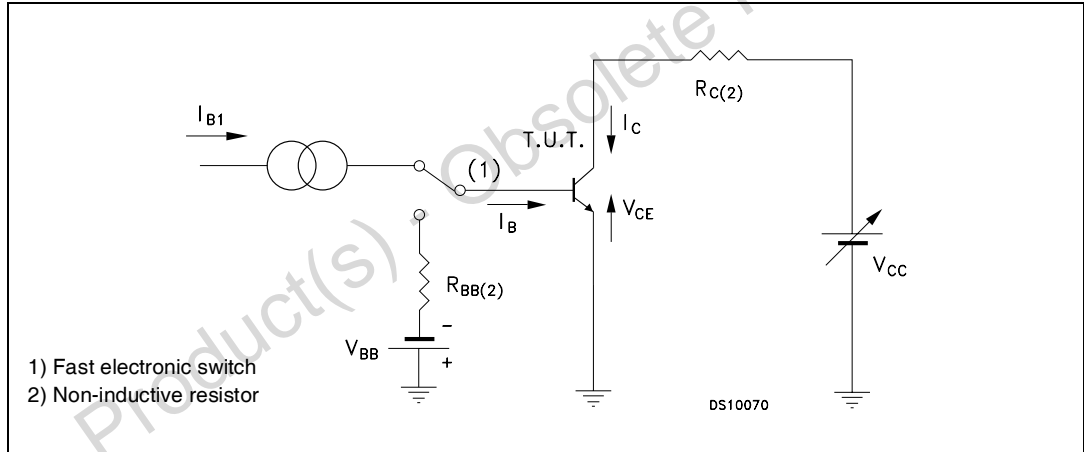 I_B1
(1)
I_B
T.U.T.
I_C
V_CE
R_C(2)
V_CC
R_BB(2)
V_BB
-
+
1) Fast electronic switch
2) Non-inductive resistor
DS10070
Product(s) - Obsolete